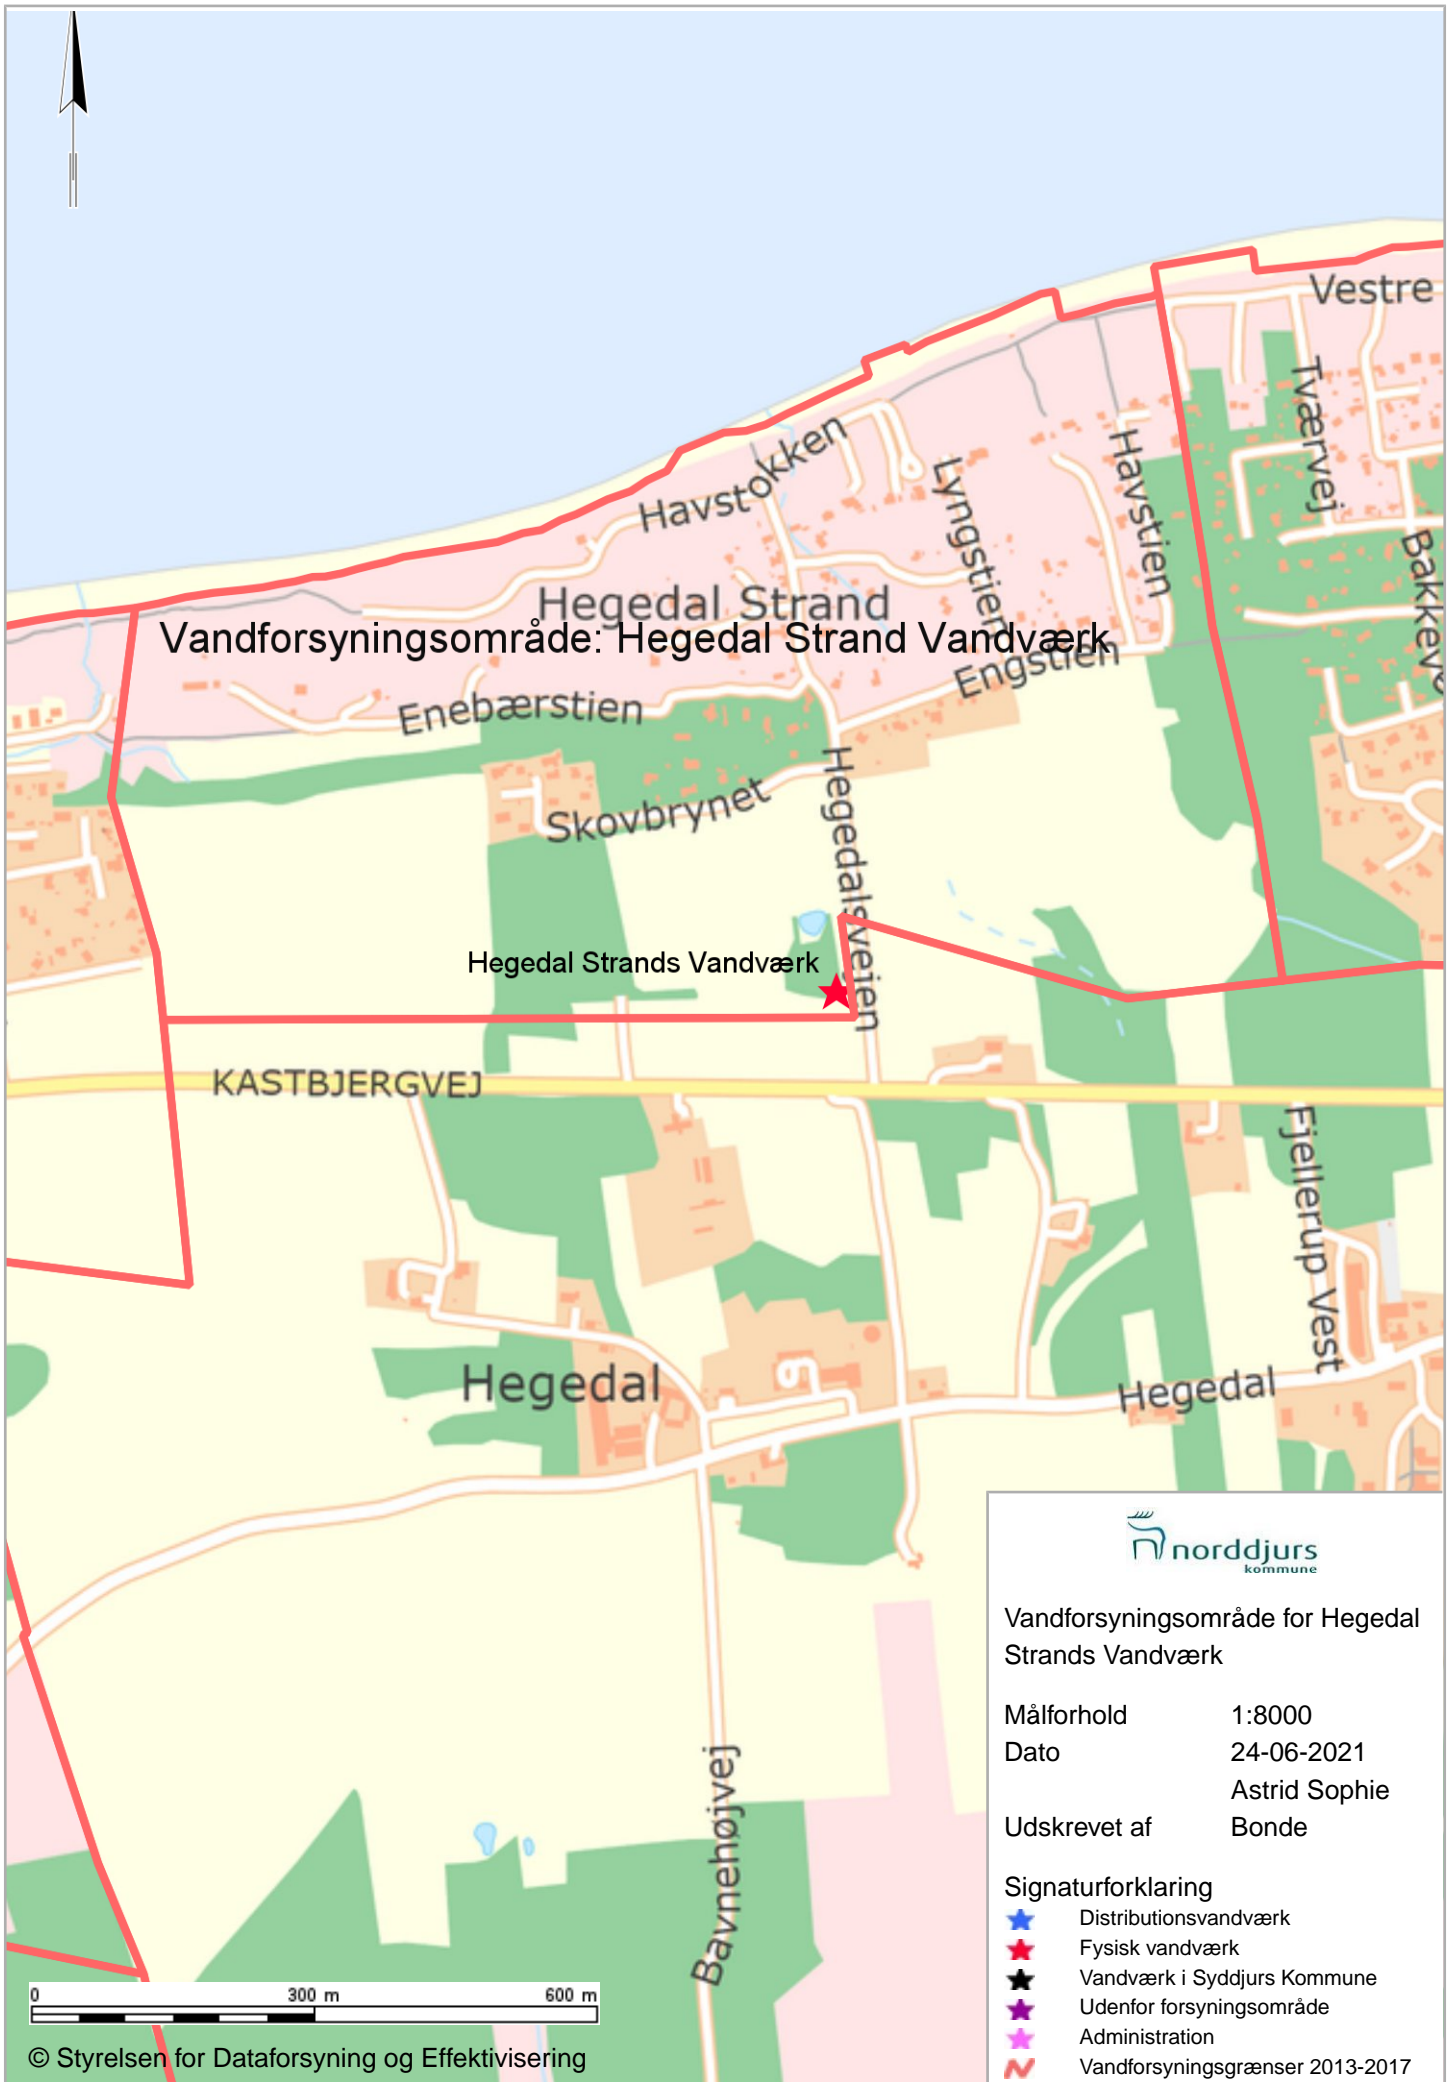 Vestre
Tværvej
Havstokken
Lyngstien
Havstien
Hegedal Strand
Vandforsyningsområde: Hegedal Strand Vandværk
Engstien
Enebærstien
Skovbrynet
Hegedalsvejen
Hegedal Strands Vandværk
KASTBJERGVEJ
Fjellerup Vest
Hegedal
Hegedal
Bavnehøjvej
norddjurs
kommune
Vandforsyningsområde for Hegedal
Strands Vandværk
Målforhold 1:8000
Dato 24-06-2021
Astrid Sophie
Udskrevet af Bonde
Signaturforklaring
Distributionsvandværk
Fysisk vandværk
Vandværk i Syddjurs Kommune
Udenfor forsyningsområde
Administration
Vandforsyningsgrænser 2013-2017
0 300 m 600 m
© Styrelsen for Dataforsyning og Effektivisering